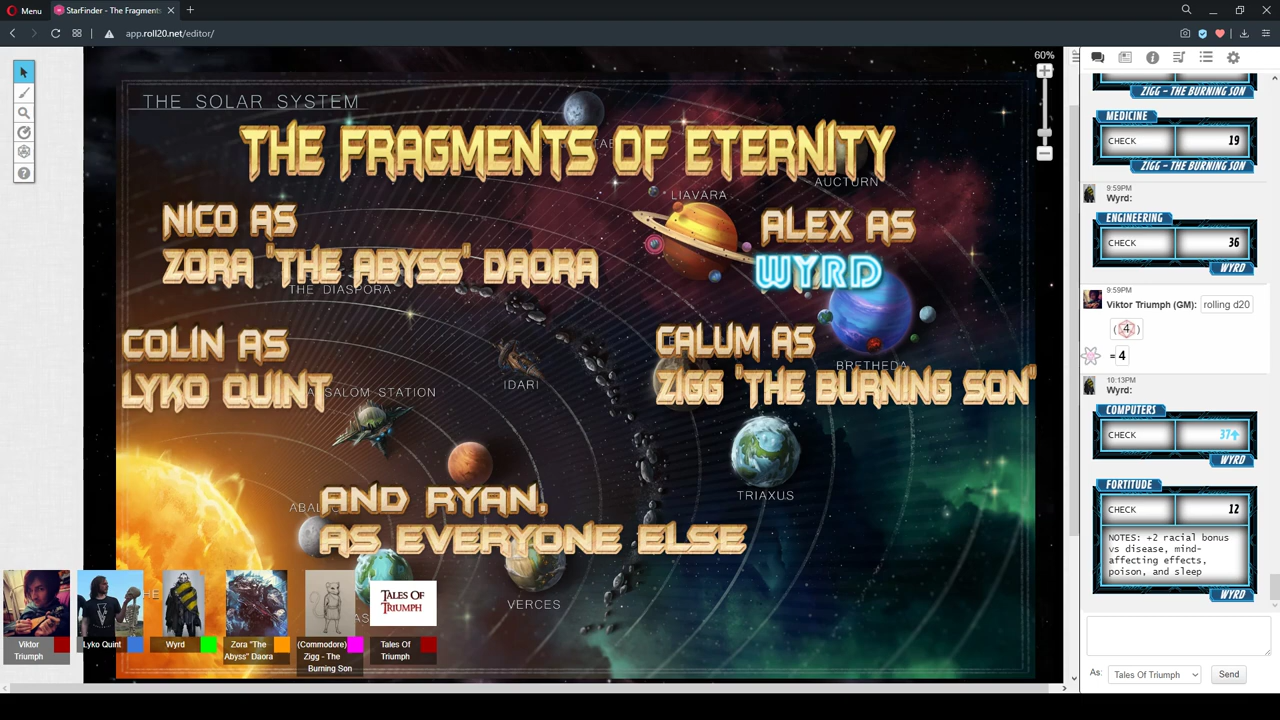 Menu
StarFinder - The Fragments
app.roll20.net/editor/
60%
THE SOLAR SYSTEM
THE FRAGMENTS OF ETERNITY
AUCTURN
LIAVARA
NICO AS
ZORA "THE ABYSS" DAORA
THE DIASPORA
ALEX AS
WYRD
COLIN AS
LYKO QUINT
SALOM STATION
IDARI
CALUM AS
ZIGG "THE BURNING SON"
BRETHEDA
TRIAXUS
AND RYAN,
AS EVERYONE ELSE
VERCES
TALES OF
TRIUMPH
Viktor
Triumph
Lyko Quint
Wyrd
Zora "The
Abyss" Daora
(Commodore)
Zigg - The
Burning Son
Tales Of
Triumph
ZIGG - THE BURNING SON
MEDICINE
CHECK 19
ZIGG - THE BURNING SON
9:59PM
Wyrd:
ENGINEERING
CHECK 36
WYRD
9:59PM
Viktor Triumph (GM): rolling d20
(4)
= 4
10:13PM
Wyrd:
COMPUTERS
CHECK 37
WYRD
FORTITUDE
CHECK 12
NOTES: +2 racial bonus
vs disease, mind-
affecting effects,
poison, and sleep
WYRD
As: Tales Of Triumph Send